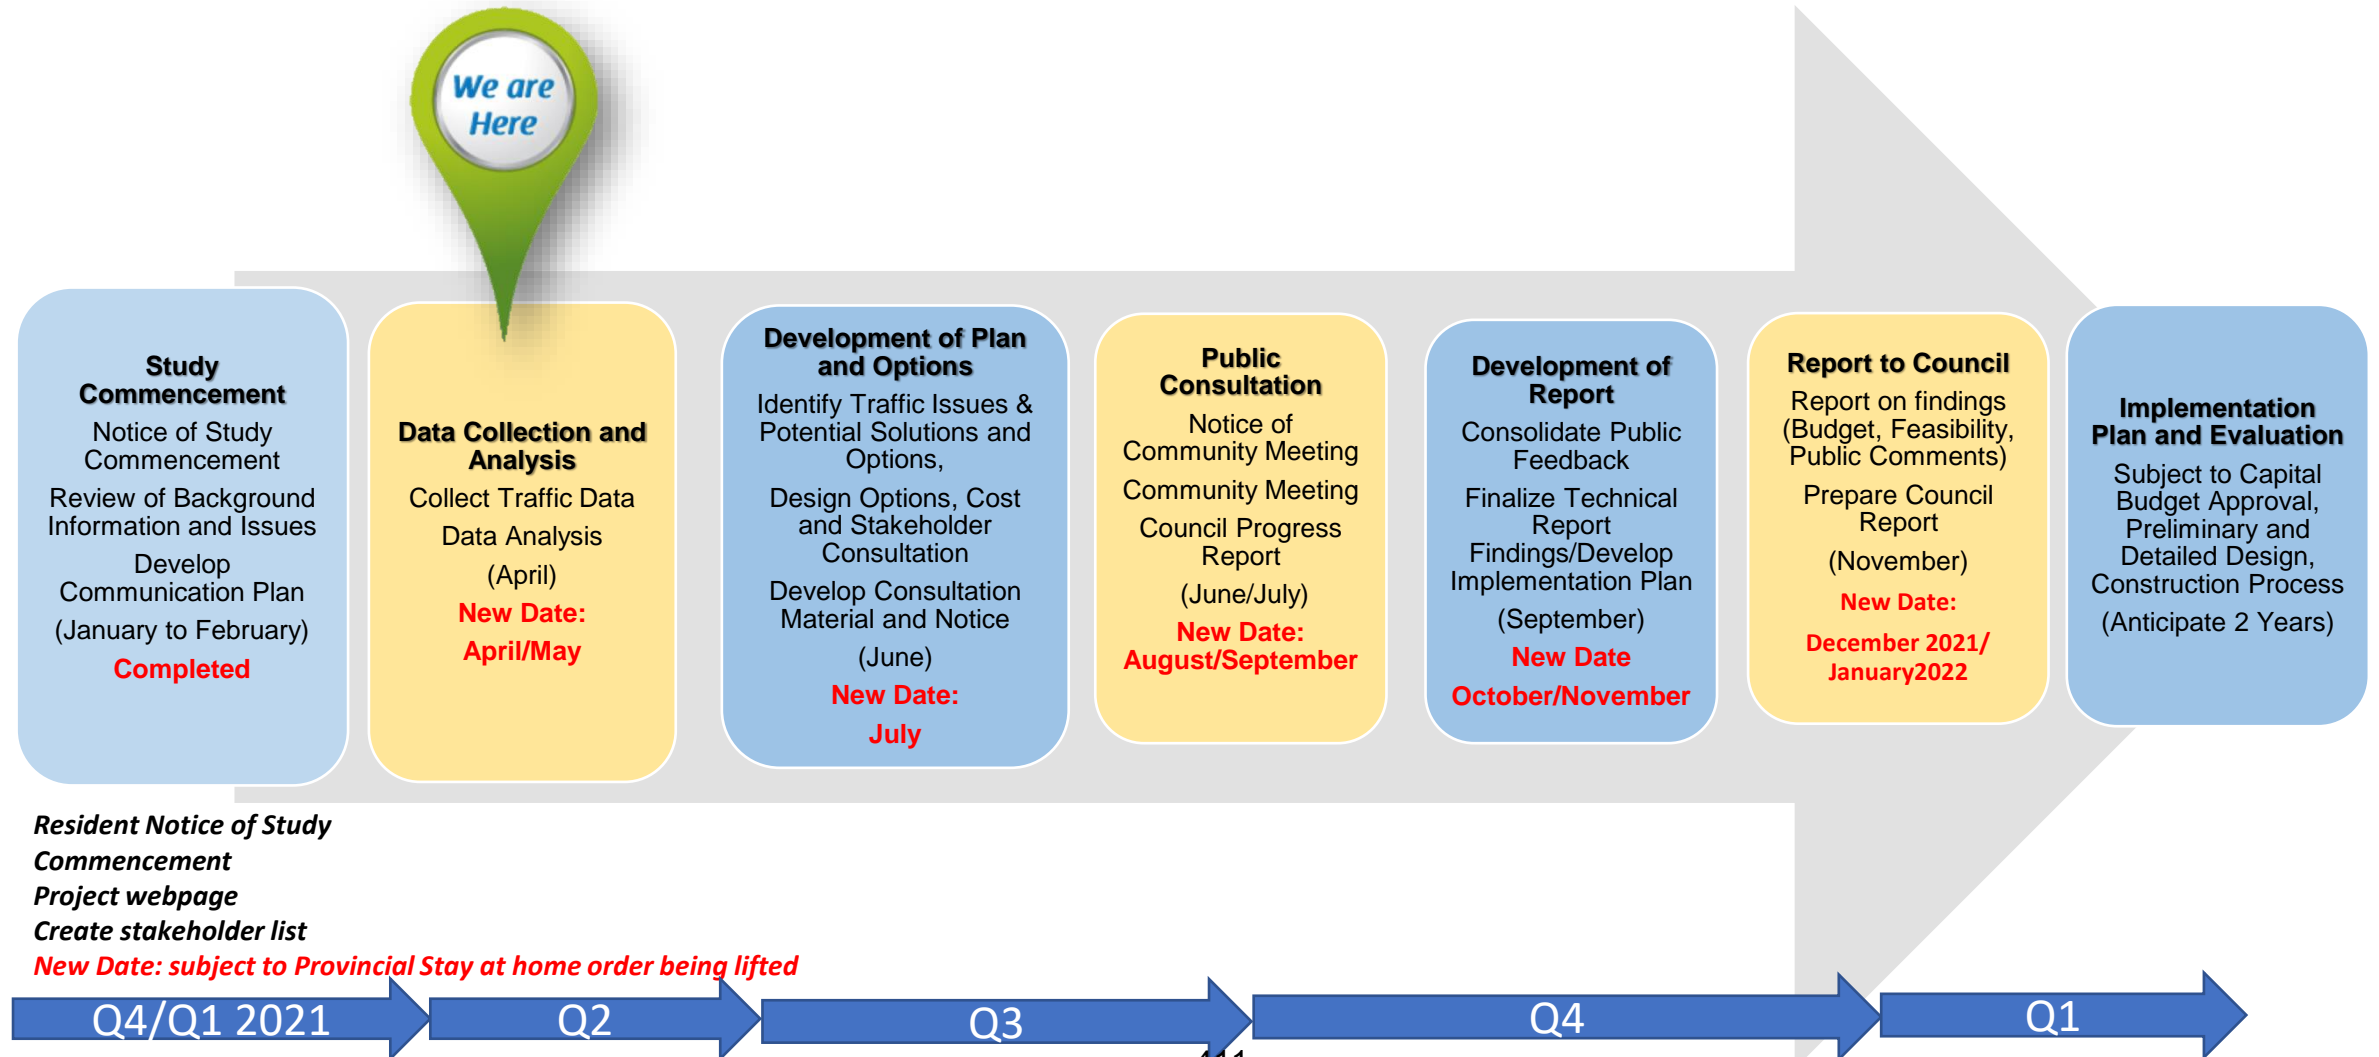 We are
Here
Study
Commencement
Notice of Study
Commencement
Review of Background
Information and Issues
Develop
Communication Plan
(January to February)
Completed
Data Collection and
Analysis
Collect Traffic Data
Data Analysis
(April)
New Date:
April/May
Development of Plan
and Options
Identify Traffic Issues &
Potential Solutions and
Options,
Design Options, Cost
and Stakeholder
Consultation
Develop Consultation
Material and Notice
(June)
New Date:
July
Public
Consultation
Notice of
Community Meeting
Community Meeting
Council Progress
Report
(June/July)
New Date:
August/September
Development of
Report
Consolidate Public
Feedback
Finalize Technical
Report
Findings/Develop
Implementation Plan
(September)
New Date
October/November
Report to Council
Report on findings
(Budget, Feasibility,
Public Comments)
Prepare Council
Report
(November)
New Date:
December 2021/
January2022
Implementation
Plan and Evaluation
Subject to Capital
Budget Approval,
Preliminary and
Detailed Design,
Construction Process
(Anticipate 2 Years)
Resident Notice of Study
Commencement
Project webpage
Create stakeholder list
New Date: subject to Provincial Stay at home order being lifted
Q4/Q1 2021
Q2
Q3
Q4
Q1